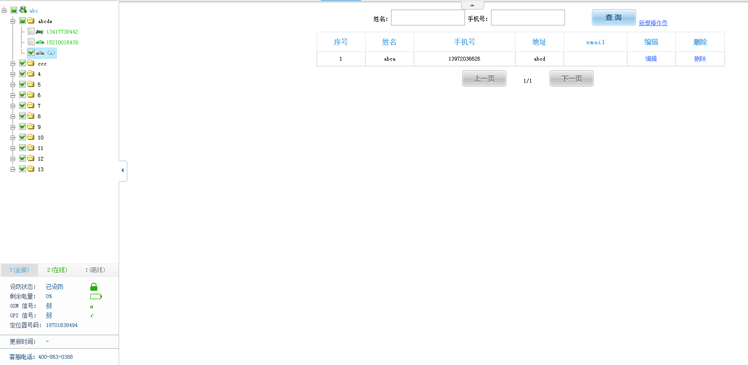 abc
abcde
13417738442
15210018439
ccc
4
5
6
7
8
9
10
11
12
13
3(全部) 2(在线) 1(离线)
设防状态: 已设防
剩余电量: 0%
GSM 信号: 弱
GPS 信号: 弱
定位器号码: 18701638494
更新时间: -
客服电话: 400-863-0388
姓名: 手机号: 查 询 新增操作员
序号 姓名 手机号 地址 email 编辑 删除
1 abca 13972036626 abcd 编辑 删除
上一页 1/1 下一页